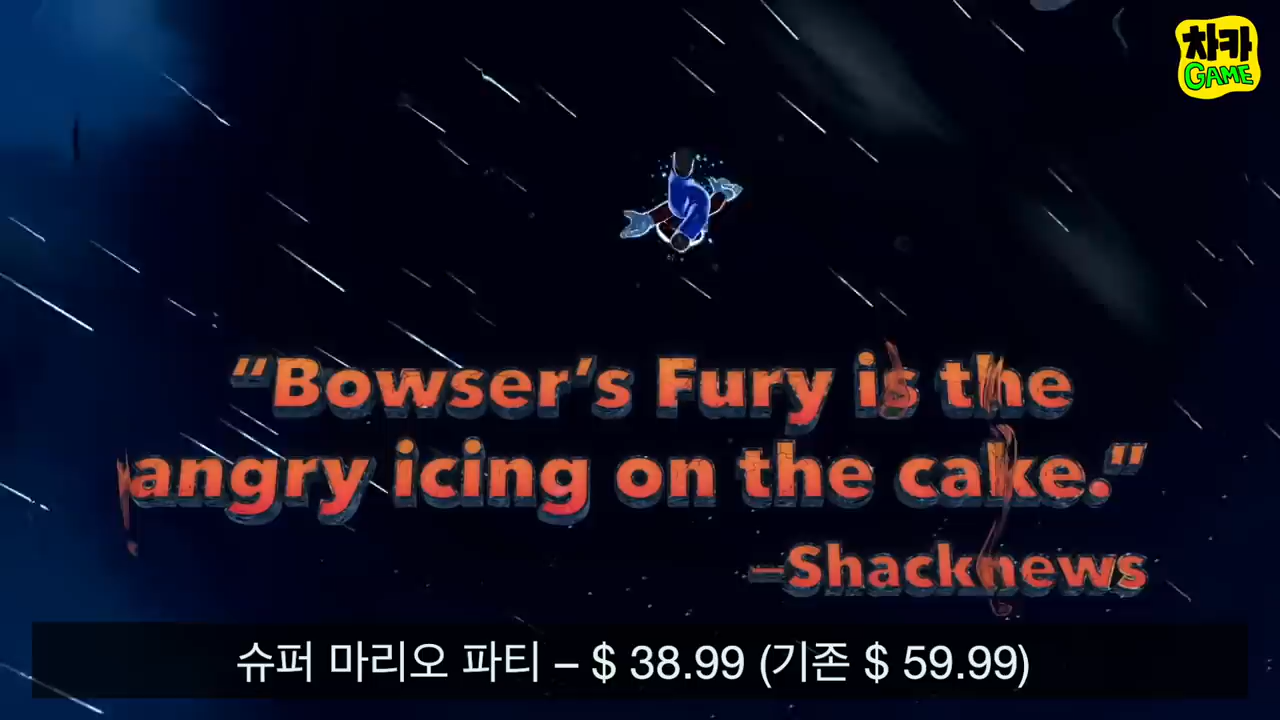 차카
GAME
"Bowser's Fury is the
angry icing on the cake."
–Shacknews
슈퍼 마리오 파티 – $ 38.99 (기존 $ 59.99)